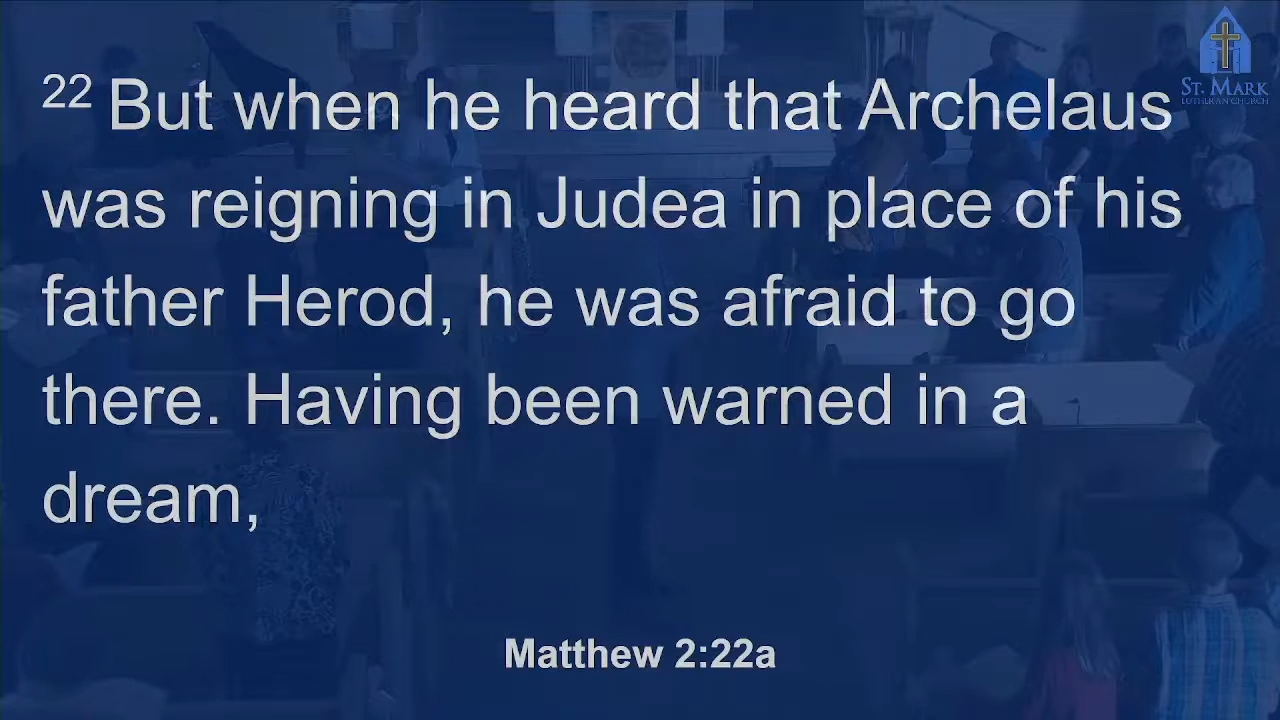 22 But when he heard that Archelaus
was reigning in Judea in place of his
father Herod, he was afraid to go
there. Having been warned in a
dream,
Matthew 2:22a
ST. MARK
LUTHERAN CHURCH